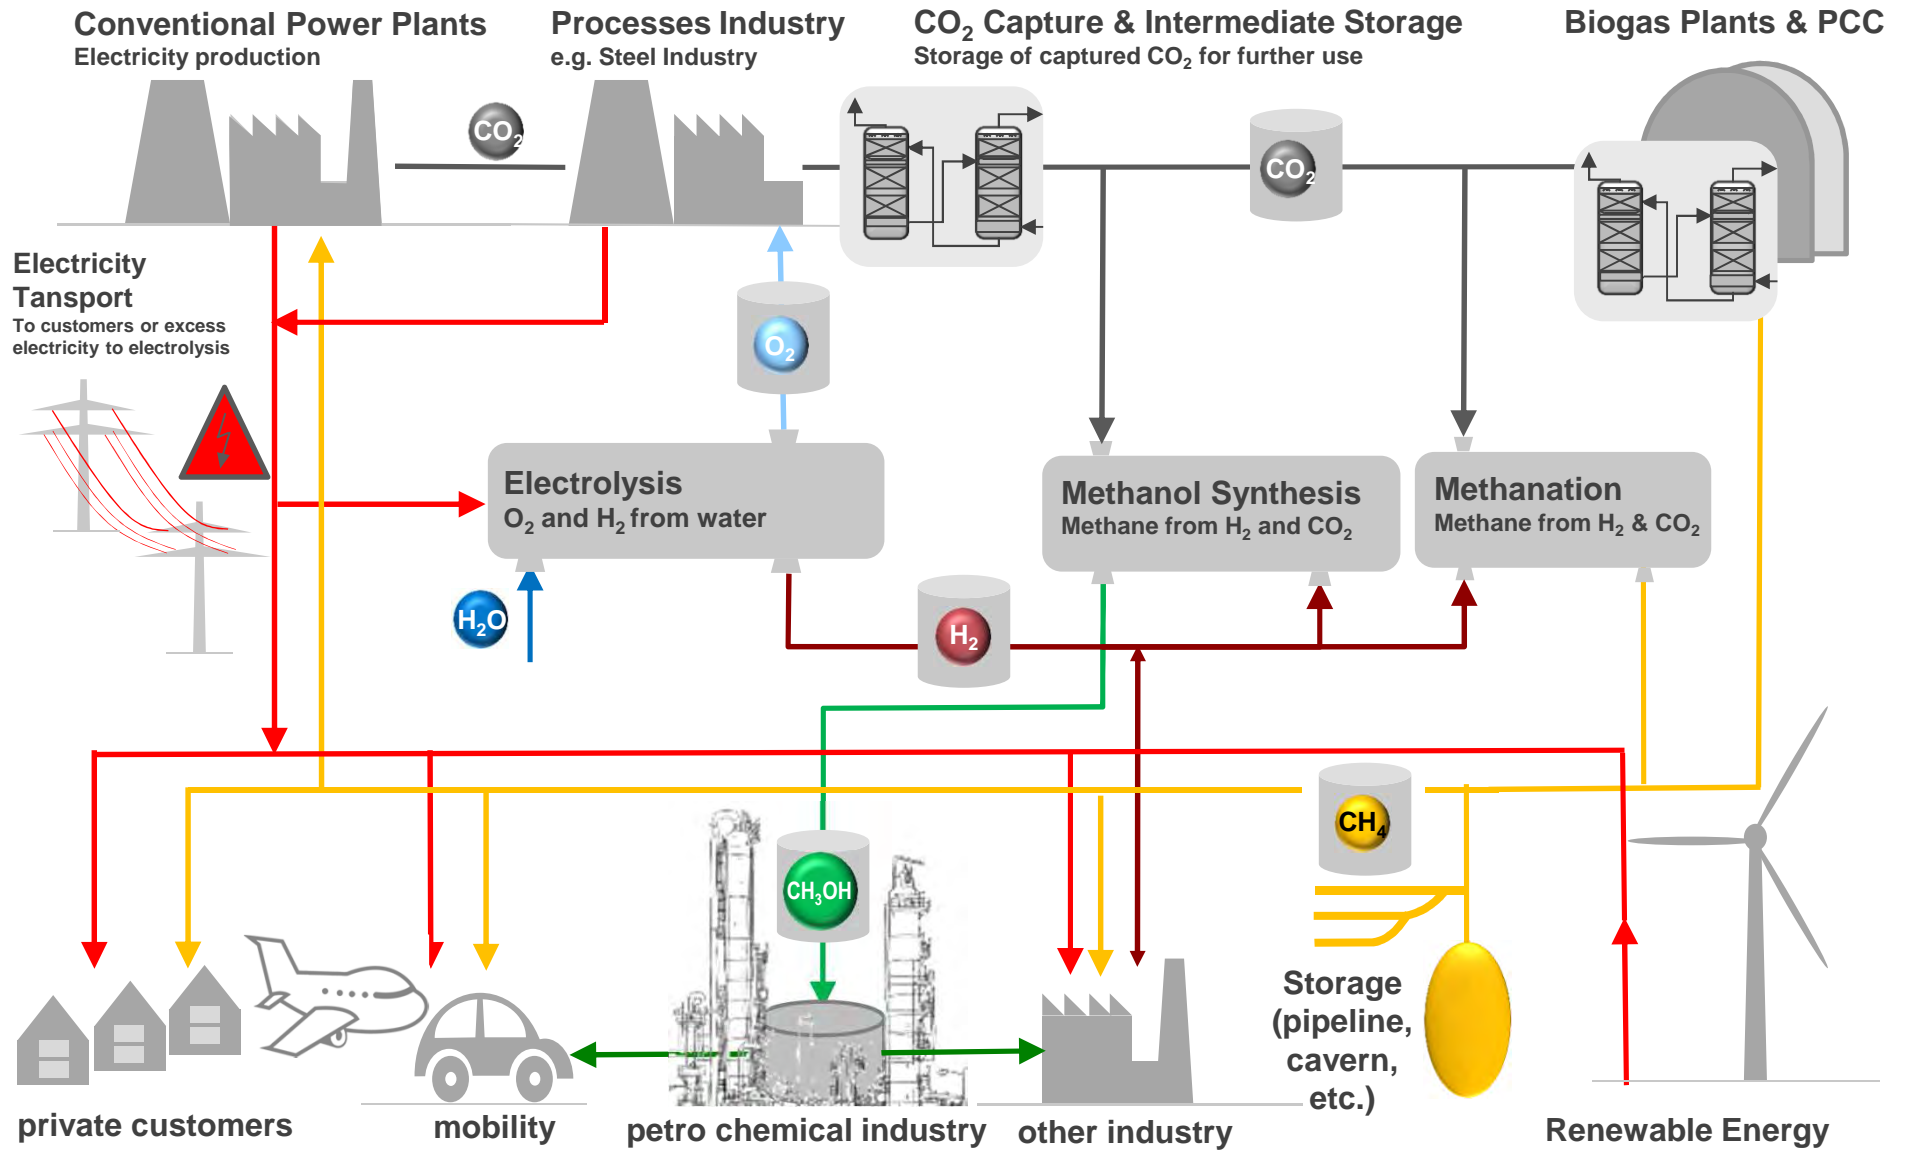 Conventional Power Plants
Electricity production
Processes Industry
e.g. Steel Industry
CO₂ Capture & Intermediate Storage
Storage of captured CO₂ for further use
Biogas Plants & PCC
CO₂
CO₂
Electricity
Tansport
To customers or excess
electricity to electrolysis
O₂
Electrolysis
O₂ and H₂ from water
Methanol Synthesis
Methane from H₂ and CO₂
Methanation
Methane from H₂ & CO₂
H₂O
H₂
CH₄
CH₃OH
Storage
(pipeline,
cavern,
etc.)
private customers
mobility
petro chemical industry
other industry
Renewable Energy